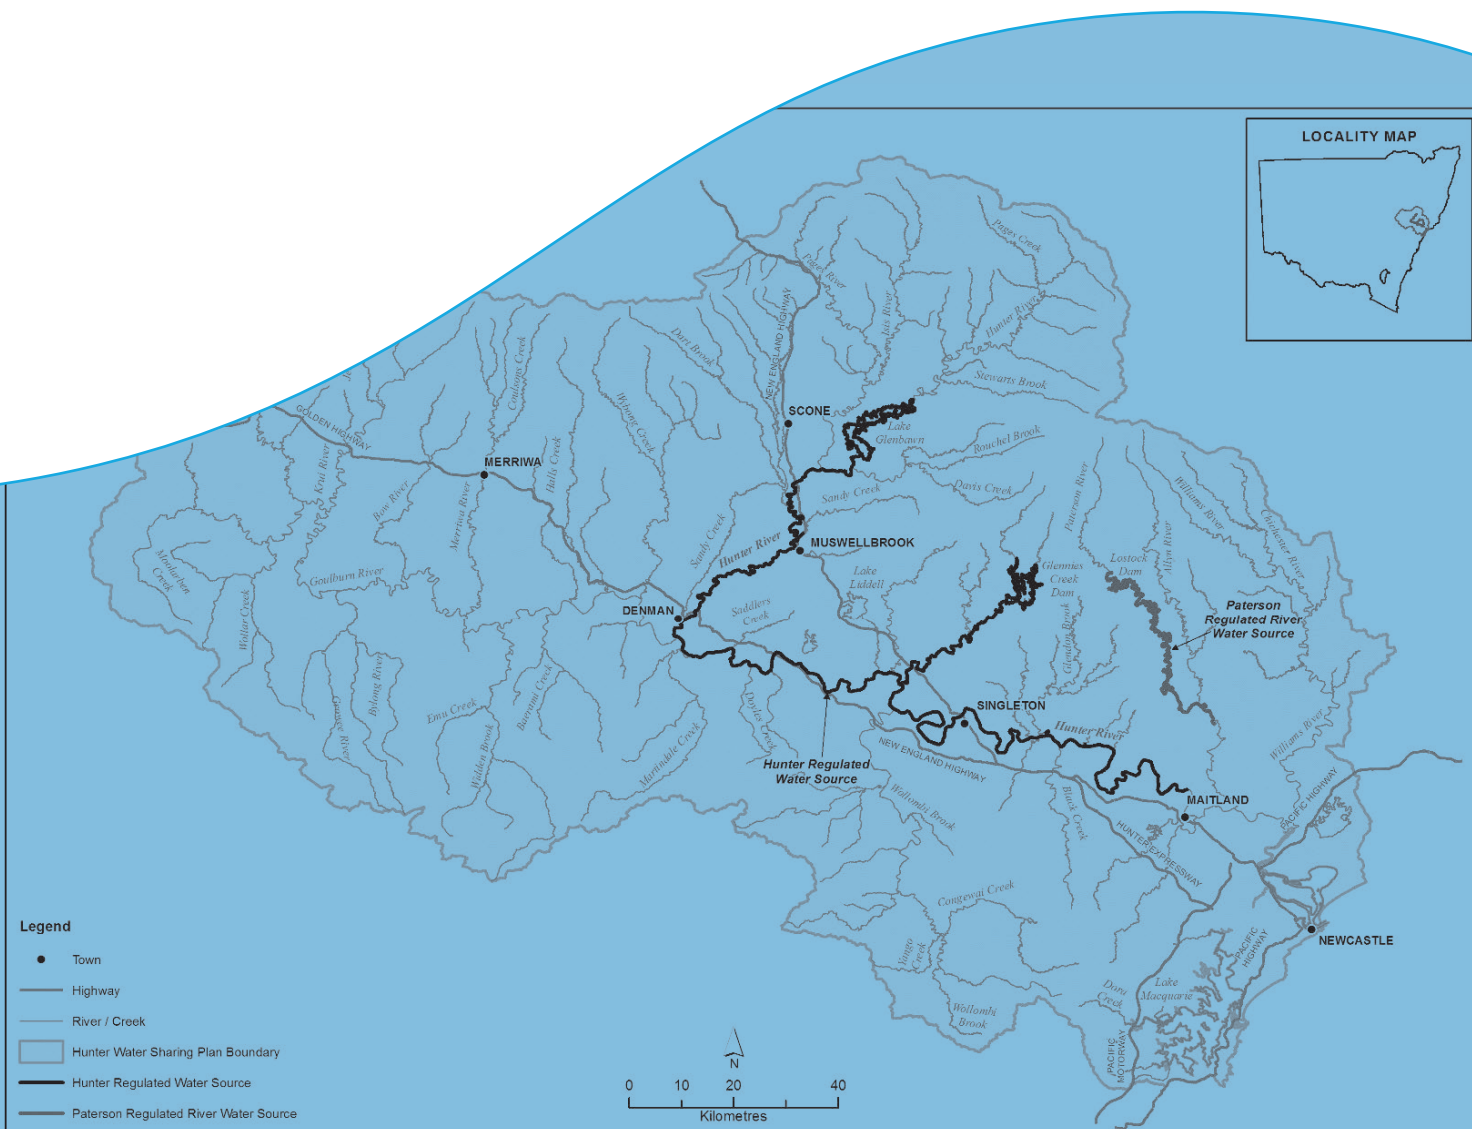 LOCALITY MAP
Pages Creek
Pages River
Isis River
Hunter River
NEW ENGLAND HIGHWAY
Dart Brook
Coulsons Creek
Stewarts Brook
Wybong Creek
SCONE
GOLDEN HIGHWAY
Lake
Glenbawn
Rouchel Brook
MERRIWA
Krui River
Halls Creek
Bow River
Merriwa River
Sandy Creek
Davis Creek
Paterson River
Williams River
Chichester River
Sandy Creek
Hunter River
MUSWELLBROOK
Allyn River
Moolarben
Creek
Goulburn River
Lake
Liddell
Glennies
Creek
Dam
Lostock
Dam
Wollar Creek
DENMAN
Saddlers
Creek
Glendon Brook
Paterson
Regulated River
Water Source
Bylong River
Baerami Creek
Emu Creek
Widden Brook
Martindale Creek
Doyles Creek
SINGLETON
Hunter River
Williams River
NEW ENGLAND HIGHWAY
Hunter Regulated
Water Source
Wollombi Brook
Black Creek
MAITLAND
PACIFIC HIGHWAY
HUNTER EXPRESSWAY
Congewai Creek
Yango
Creek
PACIFIC
HIGHWAY
NEWCASTLE
Dora
Creek
Lake
Macquarie
Wollombi
Brook
PACIFIC
MOTORWAY
Legend
Town
Highway
River / Creek
Hunter Water Sharing Plan Boundary
Hunter Regulated Water Source
Paterson Regulated River Water Source
N
0 10 20 40
Kilometres